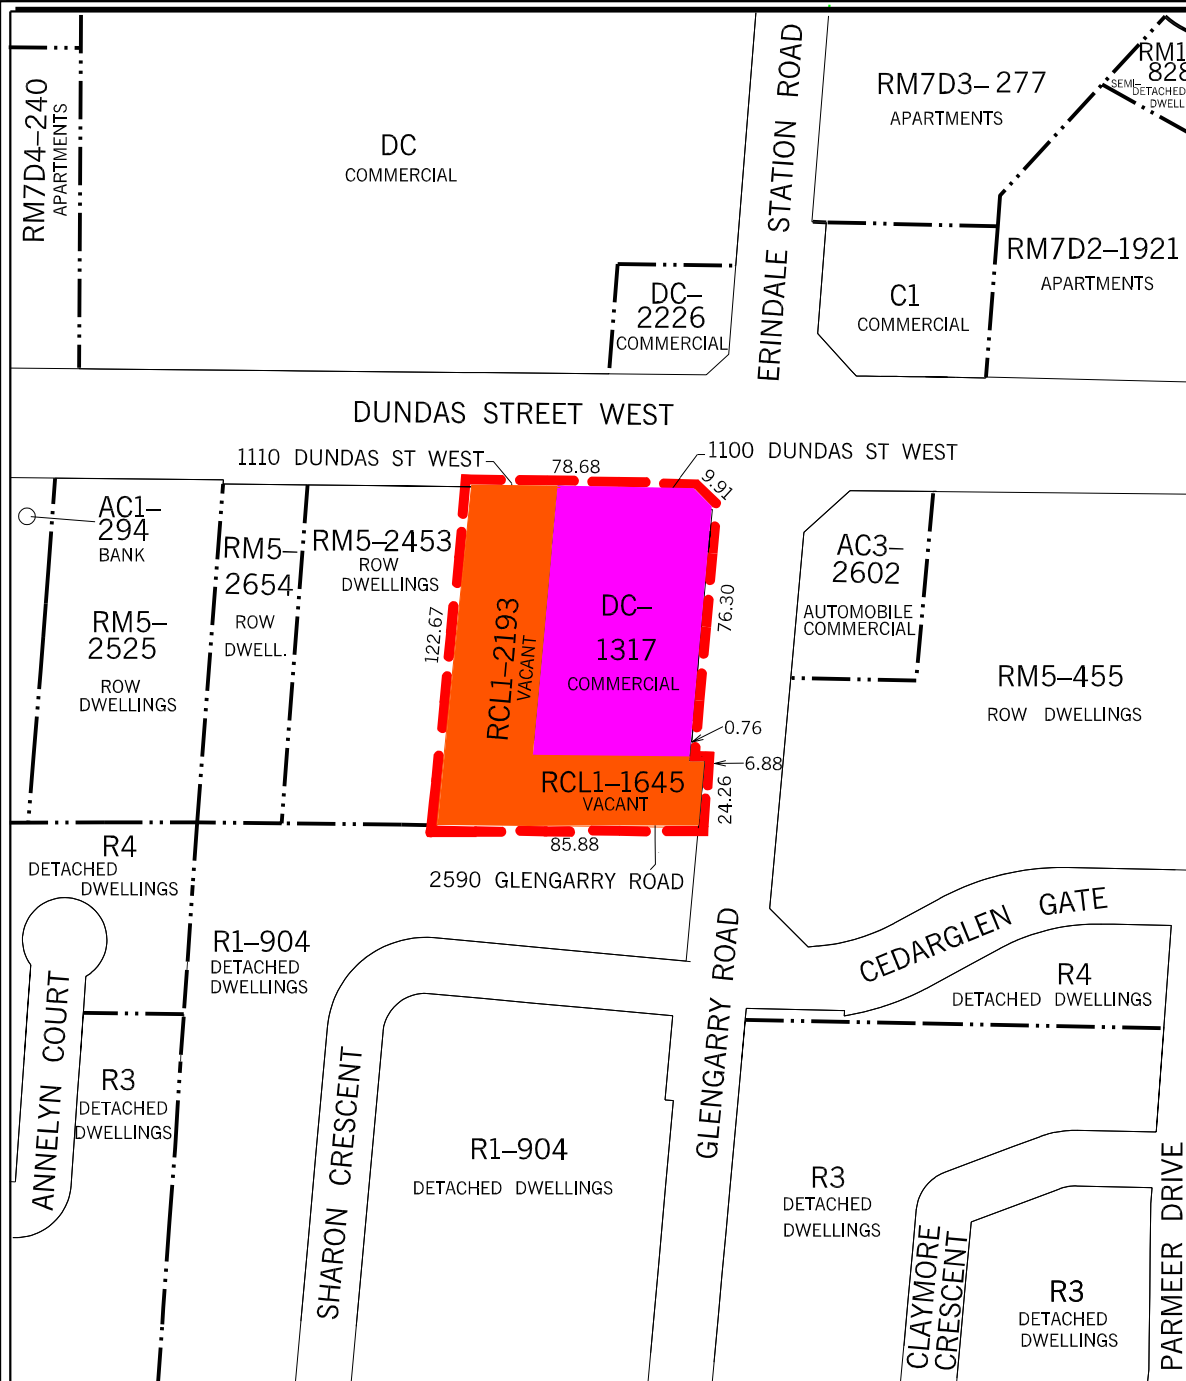 RM7D4–240
APARTMENTS
DC
COMMERCIAL
ERINDALE STATION ROAD
RM7D3–277
APARTMENTS
RM1
828
SEMI–
DETACHED
DWELL
RM7D2–1921
APARTMENTS
DC–
2226
COMMERCIAL
C1
COMMERCIAL
DUNDAS STREET WEST
1110 DUNDAS ST WEST
78.68
1100 DUNDAS ST WEST
9.91
AC1–
294
BANK
RM5–
2654
ROW
DWELL.
RM5–2453
ROW
DWELLINGS
RM5–
2525
ROW
DWELLINGS
122.67
RCL1–2193
VACANT
DC–
1317
COMMERCIAL
76.30
AC3–
2602
AUTOMOBILE
COMMERCIAL
RM5–455
ROW DWELLINGS
0.76
6.88
24.26
RCL1–1645
VACANT
85.88
2590 GLENGARRY ROAD
R4
DETACHED
DWELLINGS
R1–904
DETACHED
DWELLINGS
ANNELYN COURT
R3
DETACHED
DWELLINGS
SHARON CRESCENT
R1–904
DETACHED DWELLINGS
GLENGARRY ROAD
CEDARGLEN GATE
R4
DETACHED DWELLINGS
R3
DETACHED
DWELLINGS
CLAYMORE
CRESCENT
R3
DETACHED
DWELLINGS
PARMEER DRIVE